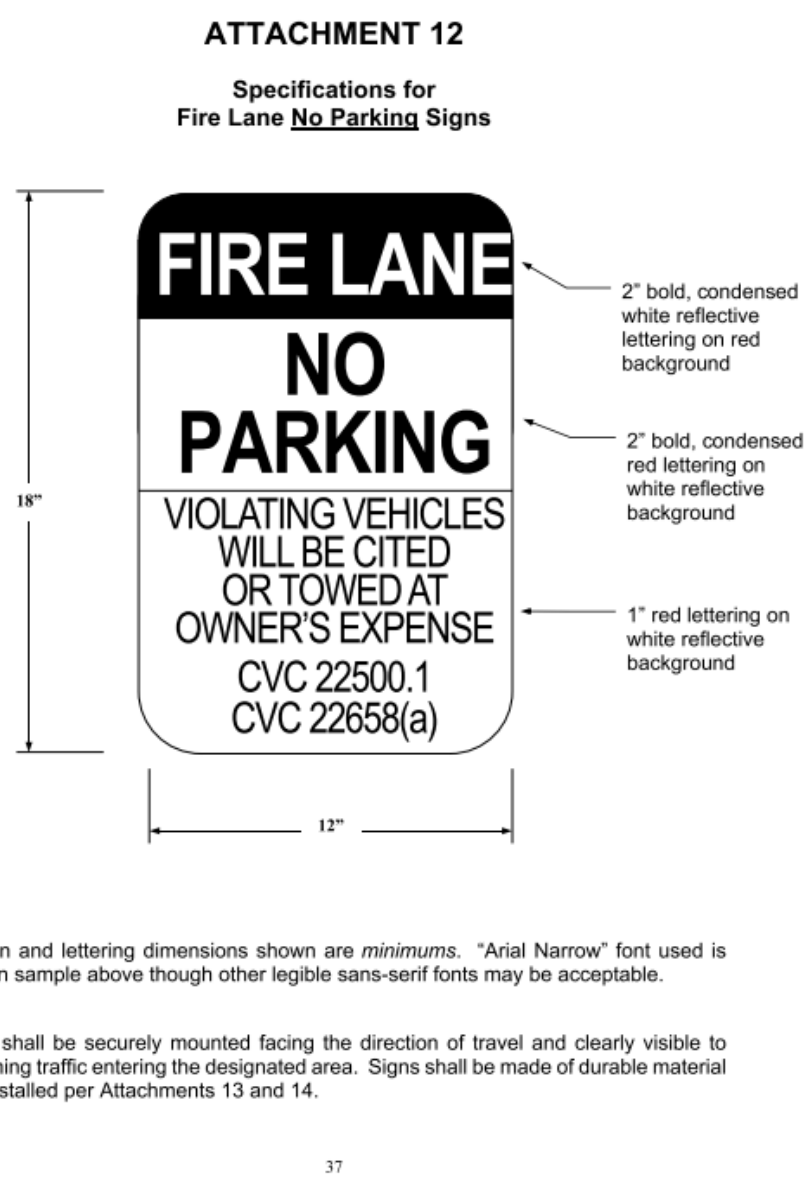 ATTACHMENT 12
Specifications for
Fire Lane No Parking Signs
FIRE LANE
2” bold, condensed
white reflective
lettering on red
background
NO
PARKING
2” bold, condensed
red lettering on
white reflective
background
18”
VIOLATING VEHICLES
WILL BE CITED
OR TOWED AT
OWNER’S EXPENSE
1” red lettering on
white reflective
background
CVC 22500.1
CVC 22658(a)
12”
and lettering dimensions shown are minimums. “Arial Narrow” font used is
sample above though other legible sans-serif fonts may be acceptable.
shall be securely mounted facing the direction of travel and clearly visible to
traffic entering the designated area. Signs shall be made of durable material
per Attachments 13 and 14.
37